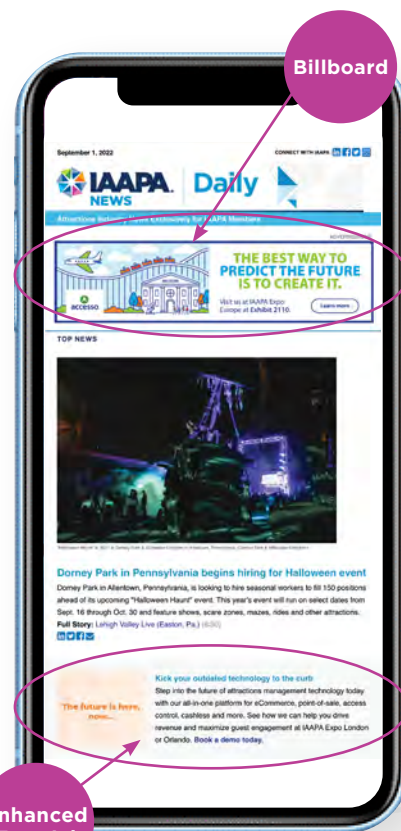 Billboard
September 1, 2022
CONNECT WITH IAAPA
IAAPA
NEWS
Daily
Attractions Industry News Exclusively for IAAPA Members
accesso
THE BEST WAY TO
PREDICT THE FUTURE
IS TO CREATE IT.
Visit us at IAAPA Expo
Europe at Exhibit 2110.
Learn more
TOP NEWS
Dorney Park in Pennsylvania begins hiring for Halloween event
Dorney Park in Allentown, Pennsylvania, is looking to hire seasonal workers to fill 150 positions
ahead of its upcoming "Halloween Haunt" event. This year's event will run on select dates from
Sept. 16 through Oct. 30 and feature shows, scare zones, mazes, rides and other attractions.
Full Story: Lehigh Valley Live (Easton, Pa.)
The future is here,
now...
Kick your outdated technology to the curb
Step into the future of attractions management technology today
with our all-in-one platform for eCommerce, point-of-sale, access
control, cashless and more. See how we can help you drive
revenue and maximize guest engagement at IAAPA Expo London
or Orlando. Book a demo today.
nhanced